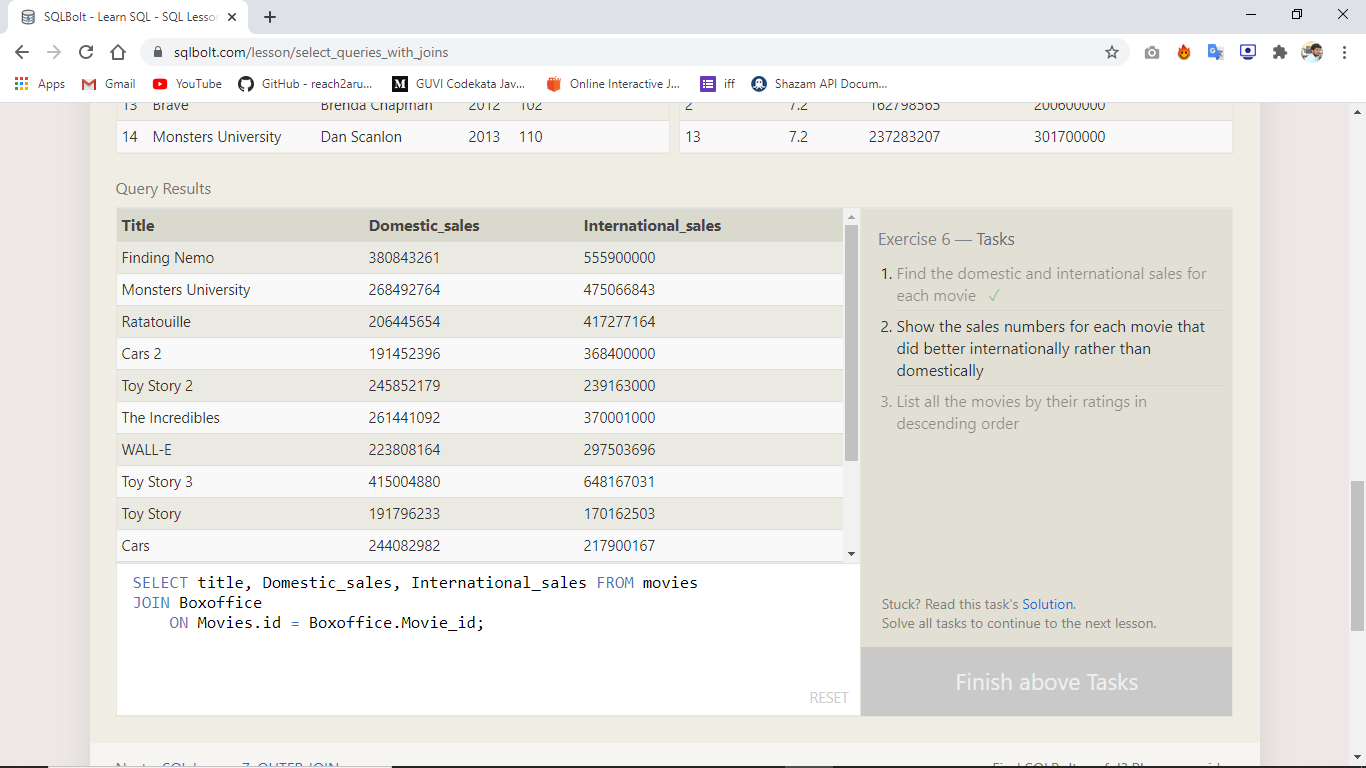 SQLBolt - Learn SQL - SQL Lesson
sqlbolt.com/lesson/select_queries_with_joins
Apps Gmail YouTube GitHub - reach2aru... GUVI Codekata Jav... Online Interactive J... iff Shazam API Docum...
13 Brave Brenda Chapman 2012 102 2 7.2 162798565 200600000
14 Monsters University Dan Scanlon 2013 110 13 7.2 237283207 301700000
Query Results
Title Domestic_sales International_sales
Finding Nemo 380843261 555900000
Monsters University 268492764 475066843
Ratatouille 206445654 417277164
Cars 2 191452396 368400000
Toy Story 2 245852179 239163000
The Incredibles 261441092 370001000
WALL-E 223808164 297503696
Toy Story 3 415004880 648167031
Toy Story 191796233 170162503
Cars 244082982 217900167
SELECT title, Domestic_sales, International_sales FROM movies
JOIN Boxoffice
ON Movies.id = Boxoffice.Movie_id;
RESET
Exercise 6 — Tasks
1. Find the domestic and international sales for
each movie ✓
2. Show the sales numbers for each movie that
did better internationally rather than
domestically
3. List all the movies by their ratings in
descending order
Stuck? Read this task's Solution.
Solve all tasks to continue to the next lesson.
Finish above Tasks